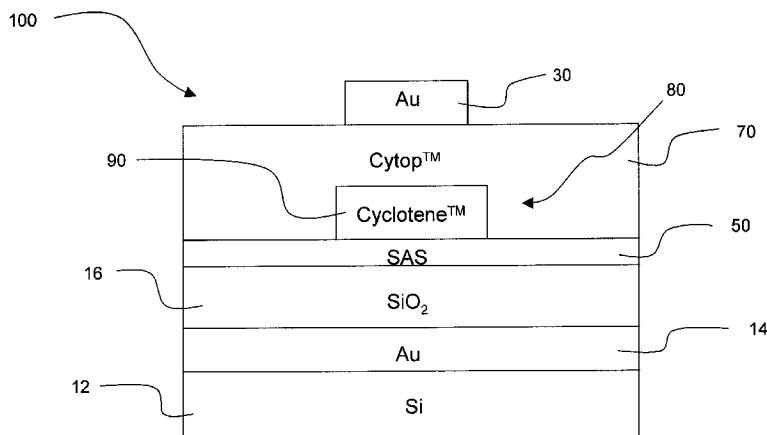 100
Au
30
80
70
Cytop™
90
Cyclotene™
50
SAS
16
SiO₂
14
Au
12
Si